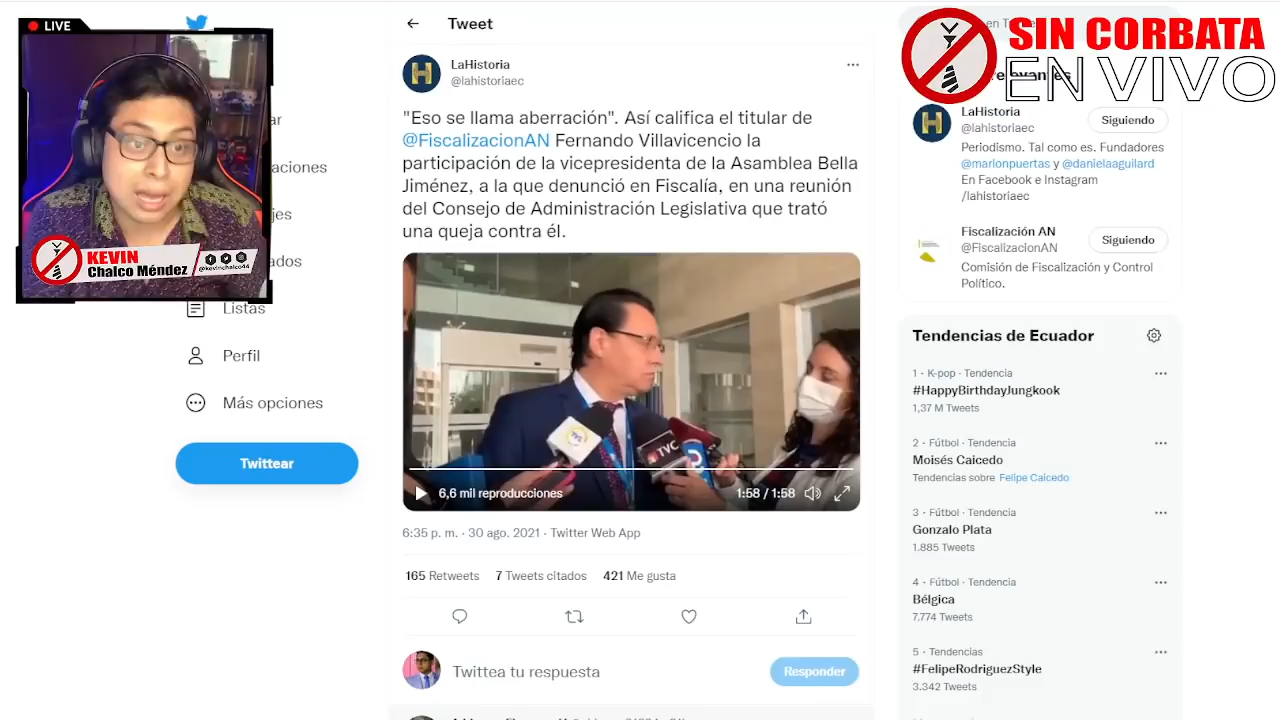 LIVE
KEVIN
Chalco Méndez
@kevinchalco44
ar
aciones
jes
ados
Listas
Perfil
Más opciones
Twittear
Tweet
LaHistoria
@lahistoriaec
"Eso se llama aberración". Así califica el titular de
@FiscalizacionAN Fernando Villavicencio la
participación de la vicepresidenta de la Asamblea Bella
Jiménez, a la que denunció en Fiscalía, en una reunión
del Consejo de Administración Legislativa que trató
una queja contra él.
TVL
TVC
6,6 mil reproducciones
1:58 / 1:58
6:35 p. m. · 30 ago. 2021 · Twitter Web App
165 Retweets 7 Tweets citados 421 Me gusta
Twittea tu respuesta
Responder
SIN CORBATA
EN VIVO
en Tw
relevantes
LaHistoria
@lahistoriaec
Siguiendo
Periodismo. Tal como es. Fundadores
@marlonpuertas y @danielaaguilard
En Facebook e Instagram
/lahistoriaec
Fiscalización AN
@FiscalizacionAN
Siguiendo
Comisión de Fiscalización y Control
Político.
Tendencias de Ecuador
1 · K-pop · Tendencia
#HappyBirthdayJungkook
1,37 M Tweets
2 · Fútbol · Tendencia
Moisés Caicedo
Tendencias sobre Felipe Caicedo
3 · Fútbol · Tendencia
Gonzalo Plata
1.885 Tweets
4 · Fútbol · Tendencia
Bélgica
7.774 Tweets
5 · Tendencias
#FelipeRodriguezStyle
3.342 Tweets